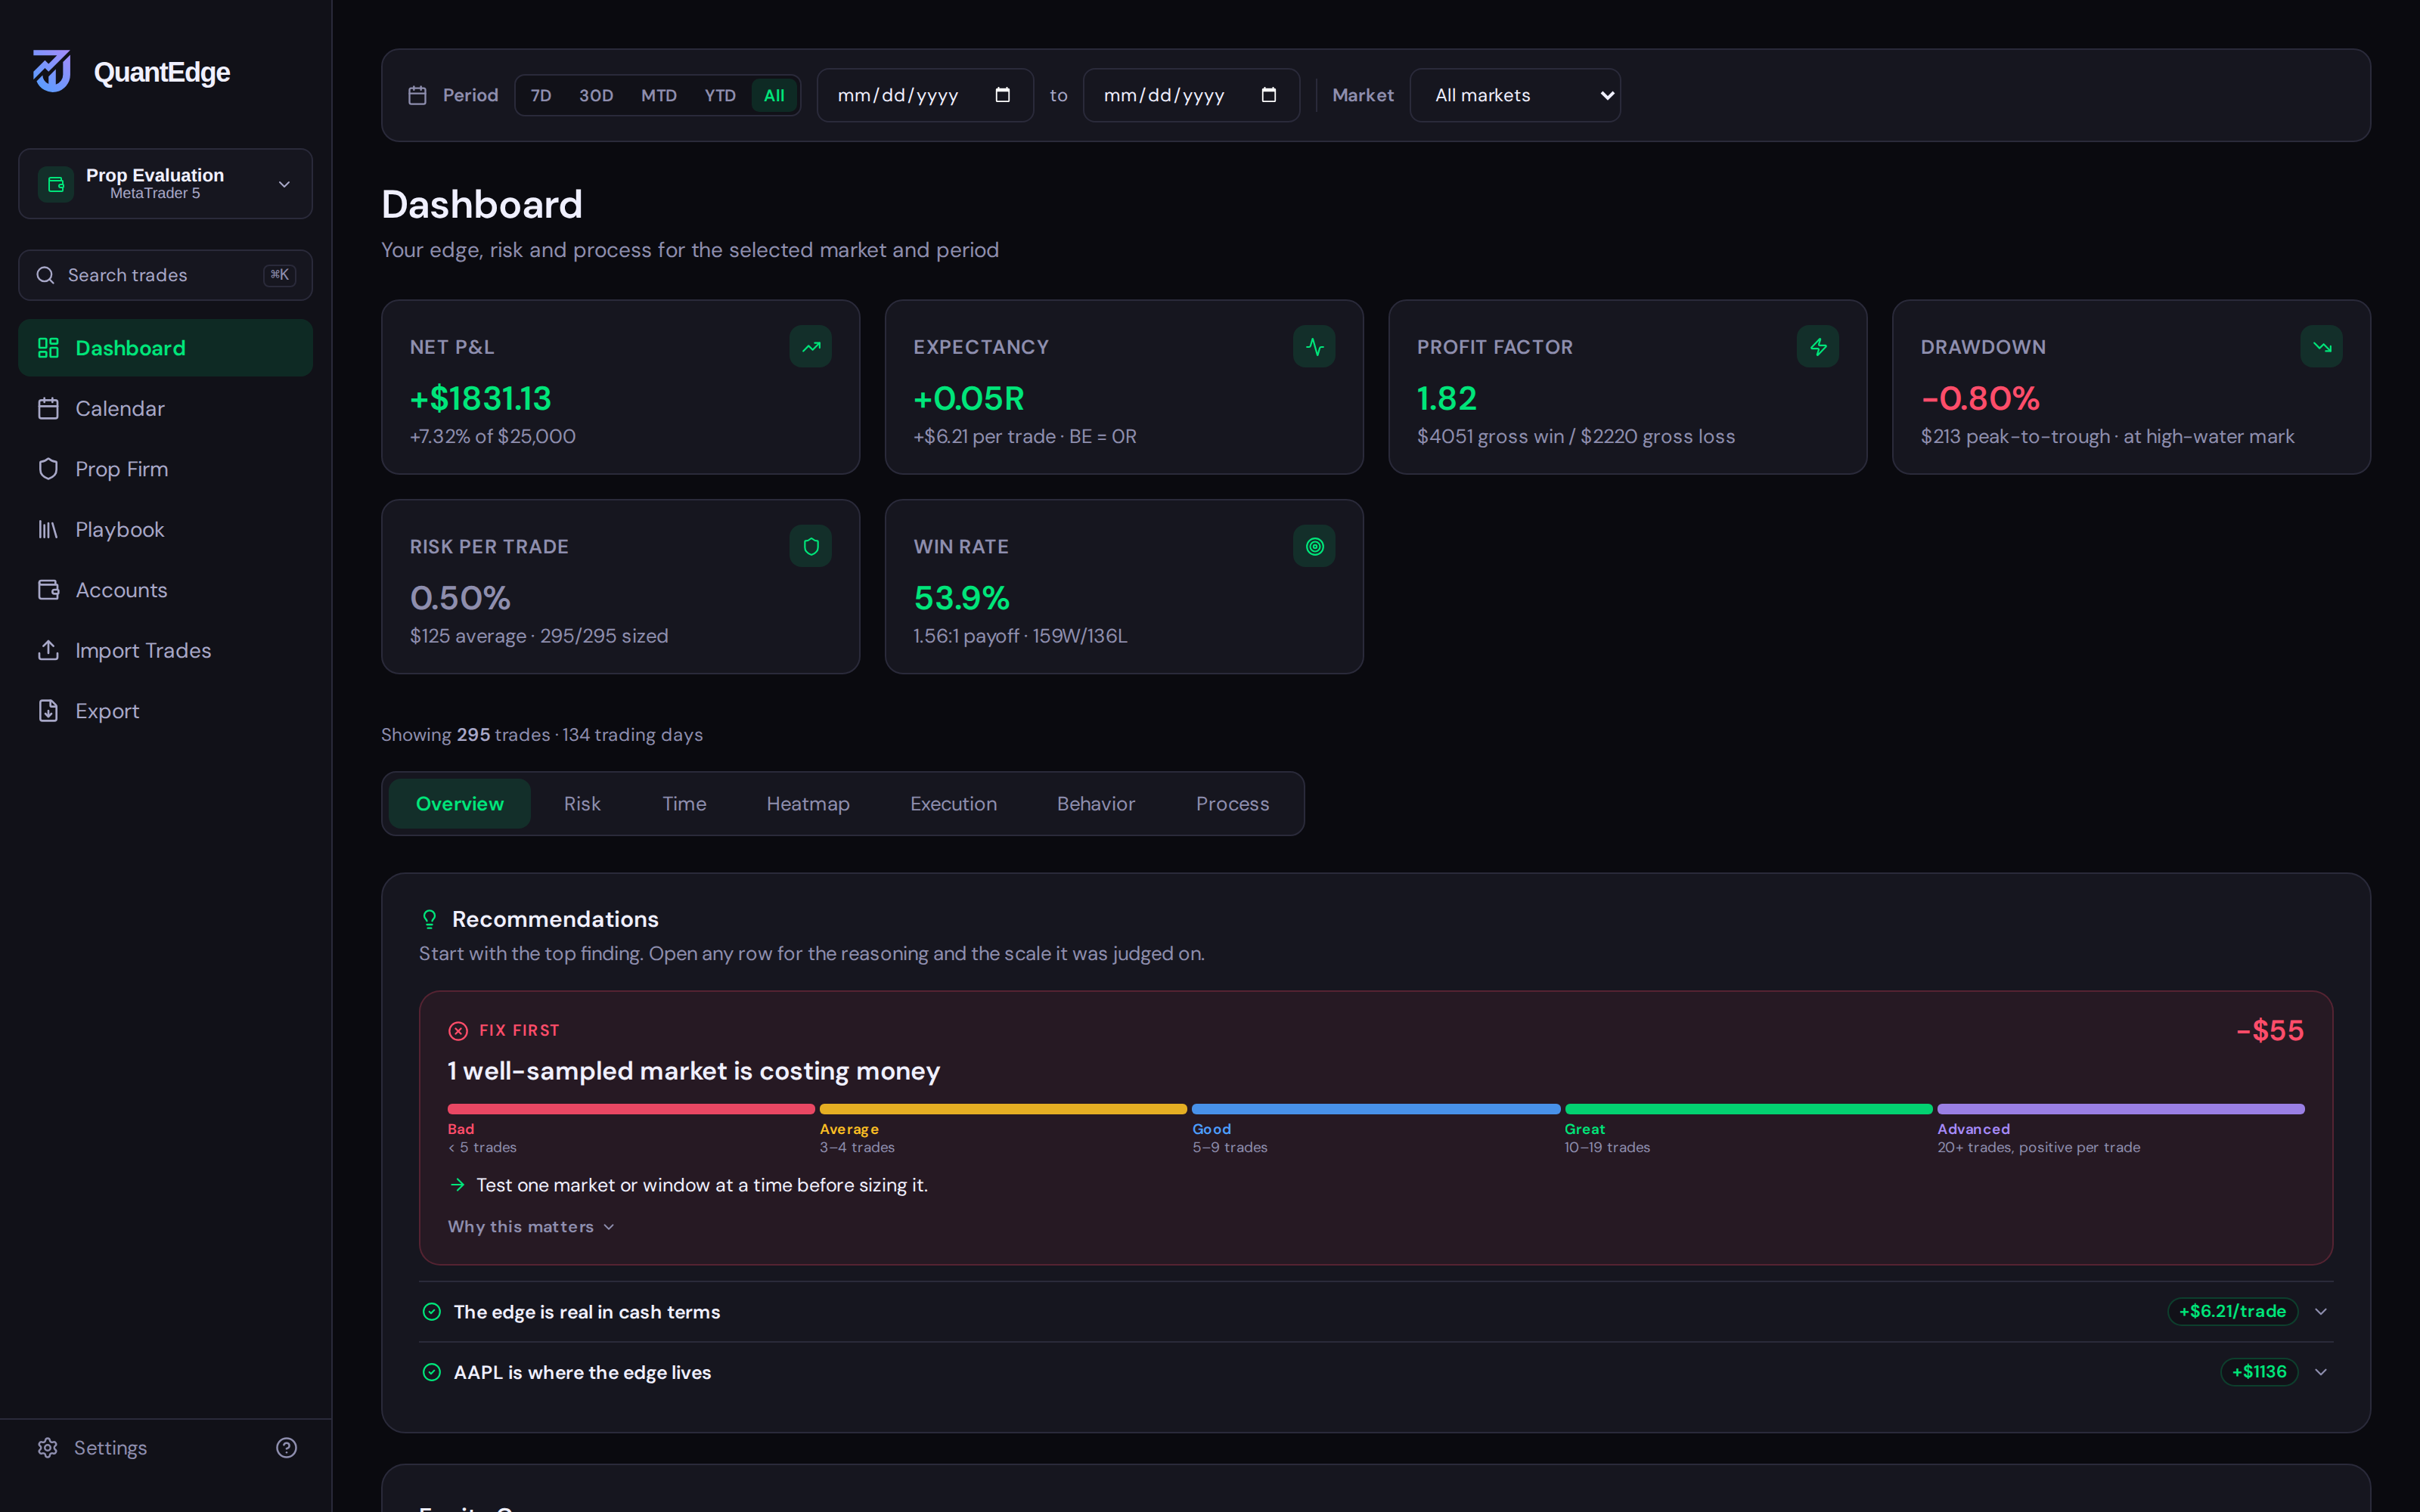 QuantEdge
Prop Evaluation
MetaTrader 5
Search trades
⌘K
Dashboard
Calendar
Prop Firm
Playbook
Accounts
Import Trades
Export
Settings
Period 7D 30D MTD YTD All mm/dd/yyyy to mm/dd/yyyy Market All markets
Dashboard
Your edge, risk and process for the selected market and period
NET P&L
+$1831.13
+7.32% of $25,000
EXPECTANCY
+0.05R
+$6.21 per trade · BE = 0R
PROFIT FACTOR
1.82
$4051 gross win / $2220 gross loss
DRAWDOWN
-0.80%
$213 peak-to-trough · at high-water mark
RISK PER TRADE
0.50%
$125 average · 295/295 sized
WIN RATE
53.9%
1.56:1 payoff · 159W/136L
Showing 295 trades · 134 trading days
Overview Risk Time Heatmap Execution Behavior Process
Recommendations
Start with the top finding. Open any row for the reasoning and the scale it was judged on.
FIX FIRST
-$55
1 well-sampled market is costing money
Bad
< 5 trades
Average
3–4 trades
Good
5–9 trades
Great
10–19 trades
Advanced
20+ trades, positive per trade
→ Test one market or window at a time before sizing it.
Why this matters
The edge is real in cash terms
+$6.21/trade
AAPL is where the edge lives
+$1136